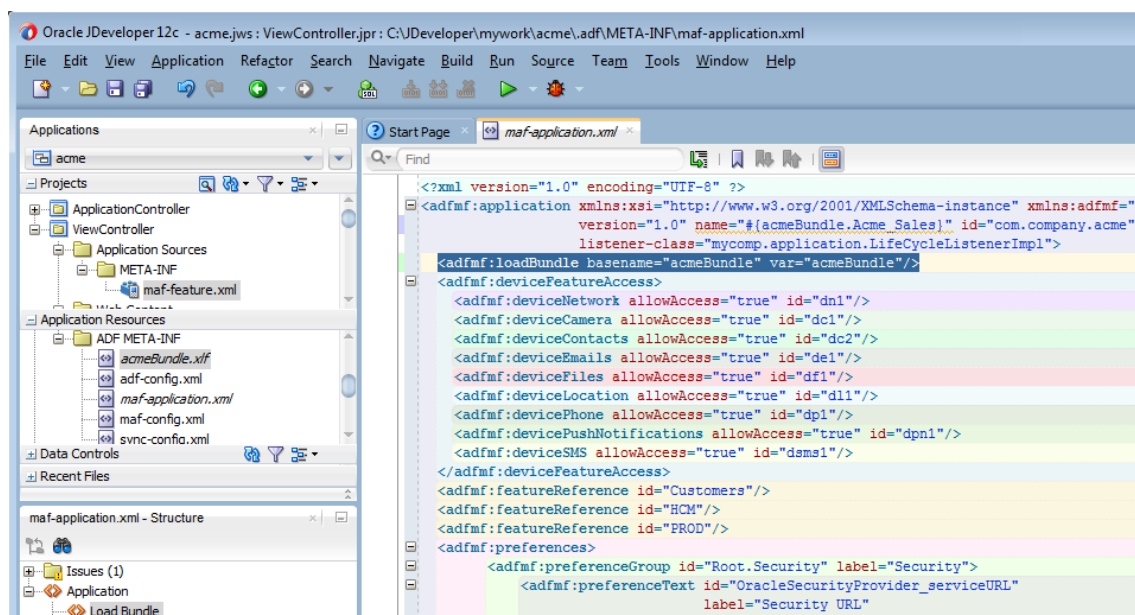 Oracle JDeveloper 12c - acme.jws : ViewController.jpr : C:\JDeveloper\mywork\acme\.adf\META-INF\maf-application.xml
File Edit View Application Refactor Search Navigate Build Run Source Team Tools Window Help
Applications
acme
Projects
ApplicationController
ViewController
Application Sources
META-INF
maf-feature.xml
Web Content
Application Resources
ADF META-INF
acmeBundle.xlf
adf-config.xml
maf-application.xml
maf-config.xml
sync-config.xml
Data Controls
Recent Files
maf-application.xml - Structure
Issues (1)
Application
Load Bundle
Start Page
maf-application.xml
Find
<?xml version="1.0" encoding="UTF-8" ?>
<adfmf:application xmlns:xsi="http://www.w3.org/2001/XMLSchema-instance" xmlns:adfmf="
version="1.0" name="#{acmeBundle.Acme_Sales}" id="com.company.acme"
listener-class="mycomp.application.LifeCycleListenerImpl">
<adfmf:loadBundle basename="acmeBundle" var="acmeBundle"/>
<adfmf:deviceFeatureAccess>
<adfmf:deviceNetwork allowAccess="true" id="dn1"/>
<adfmf:deviceCamera allowAccess="true" id="dc1"/>
<adfmf:deviceContacts allowAccess="true" id="dc2"/>
<adfmf:deviceEmails allowAccess="true" id="de1"/>
<adfmf:deviceFiles allowAccess="true" id="df1"/>
<adfmf:deviceLocation allowAccess="true" id="dl1"/>
<adfmf:devicePhone allowAccess="true" id="dp1"/>
<adfmf:devicePushNotifications allowAccess="true" id="dpn1"/>
<adfmf:deviceSMS allowAccess="true" id="dsms1"/>
</adfmf:deviceFeatureAccess>
<adfmf:featureReference id="Customers"/>
<adfmf:featureReference id="HCM"/>
<adfmf:featureReference id="PROD"/>
<adfmf:preferences>
<adfmf:preferenceGroup id="Root.Security" label="Security">
<adfmf:preferenceText id="OracleSecurityProvider_serviceURL"
label="Security URL"